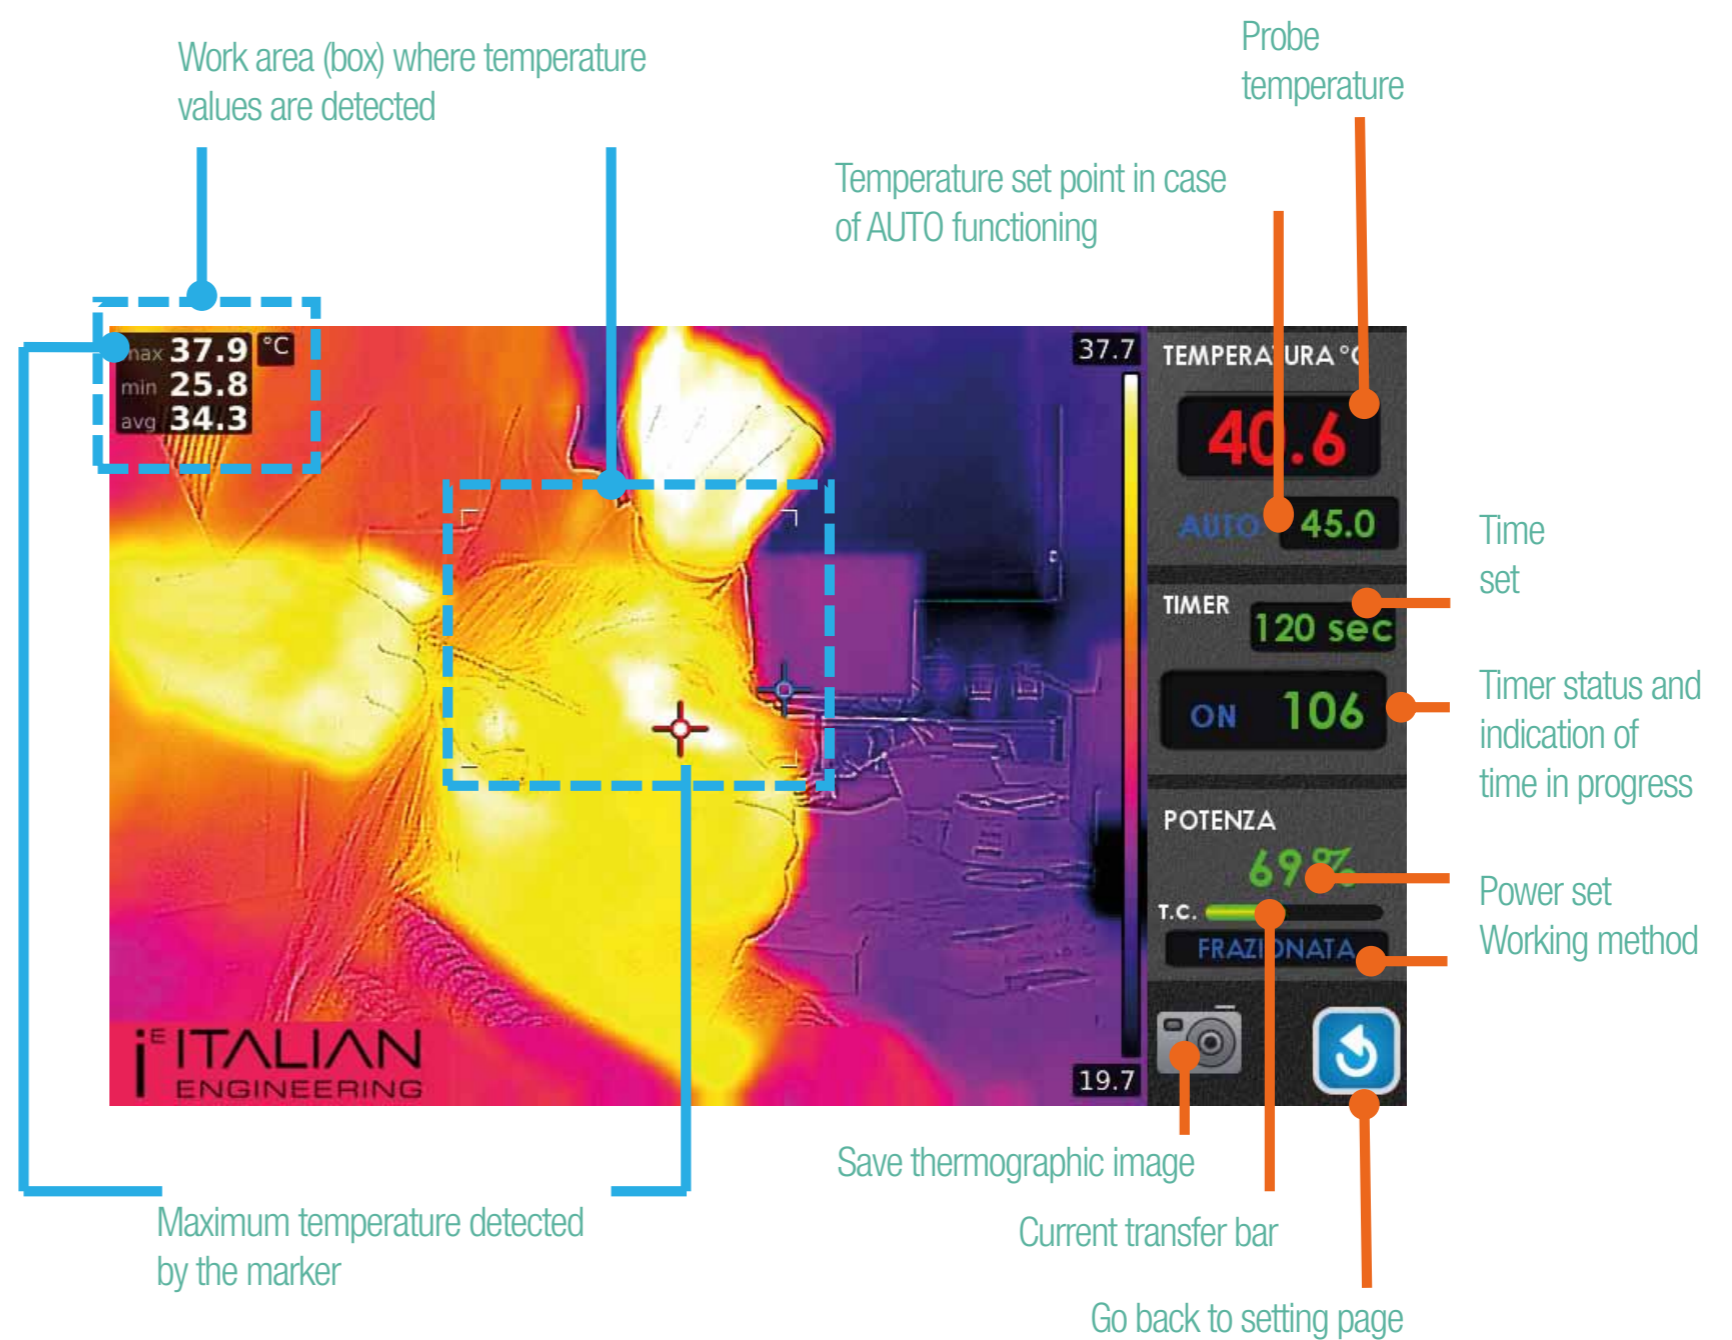 Work area (box) where temperature
values are detected
Probe
temperature
Temperature set point in case
of AUTO functioning
max 37.9 °C
min 25.8
avg 34.3
37.7
19.7
TEMPERATURA °C
40.6
AUTO 45.0
TIMER
120 sec
ON 106
POTENZA
69%
T.C.
FRAZIONATA
Time
set
Timer status and
indication of
time in progress
Power set
Working method
iE ITALIAN
ENGINEERING
Save thermographic image
Current transfer bar
Maximum temperature detected
by the marker
Go back to setting page